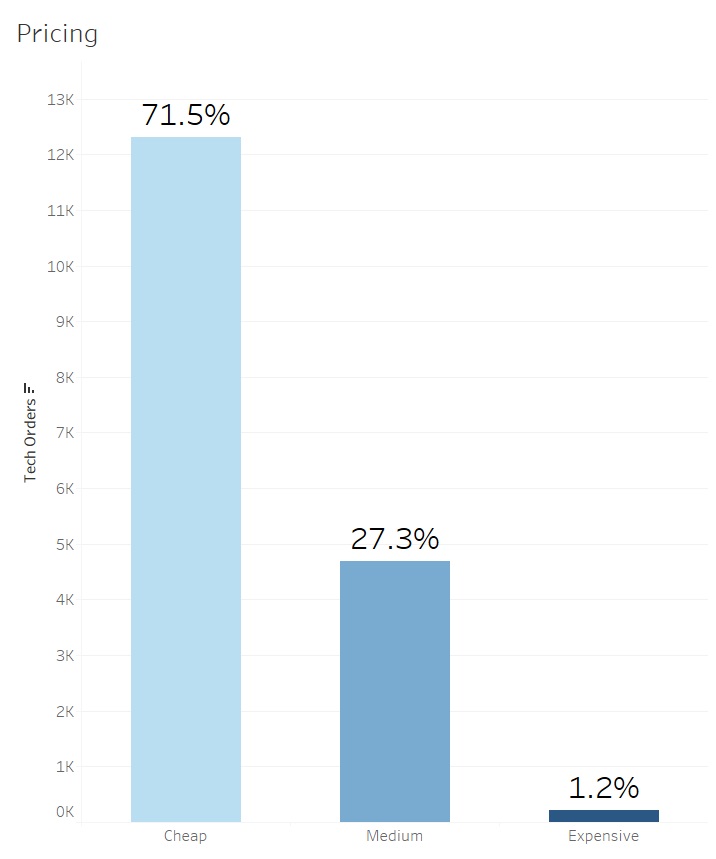 Pricing
13K
71.5%
12K
11K
10K
9K
8K
7K
6K
5K
27.3%
4K
3K
2K
1K
1.2%
0K
Tech Orders
Cheap
Medium
Expensive